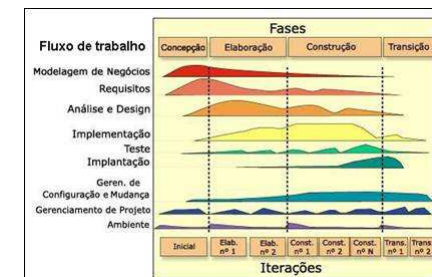 Fases
Fluxo de trabalho
Concepção Elaboração Construção Transição
Modelagem de Negócios
Requisitos
Análise e Design
Implementação
Teste
Implantação
Geren. de
Configuração e Mudança
Gerenciamento de Projeto
Ambiente
Inicial Elab. nº 1 Elab. nº 2 Const. nº 1 Const. nº 2 Const. nº N Trans. nº 1 Trans. nº 2
Iterações